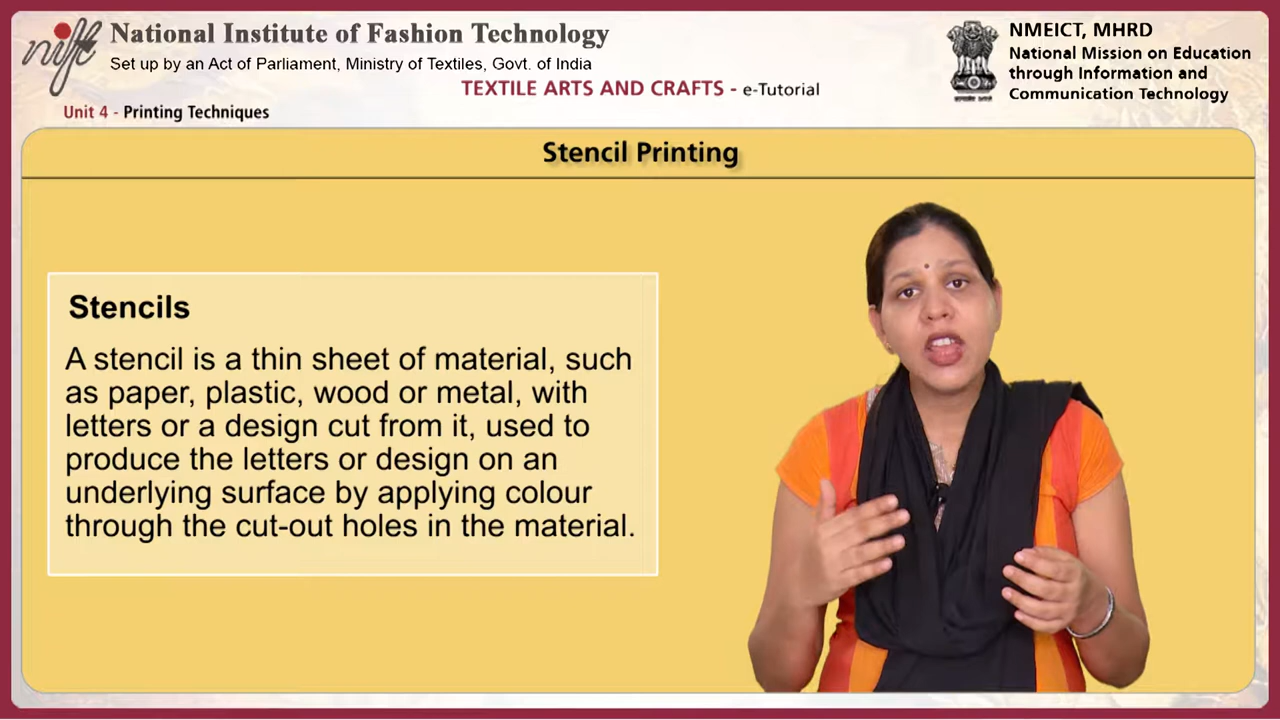 nift
National Institute of Fashion Technology
Set up by an Act of Parliament, Ministry of Textiles, Govt. of India
NMEICT, MHRD
National Mission on Education
through Information and
Communication Technology
TEXTILE ARTS AND CRAFTS - e-Tutorial
Unit 4 - Printing Techniques
Stencil Printing
Stencils
A stencil is a thin sheet of material, such
as paper, plastic, wood or metal, with
letters or a design cut from it, used to
produce the letters or design on an
underlying surface by applying colour
through the cut-out holes in the material.